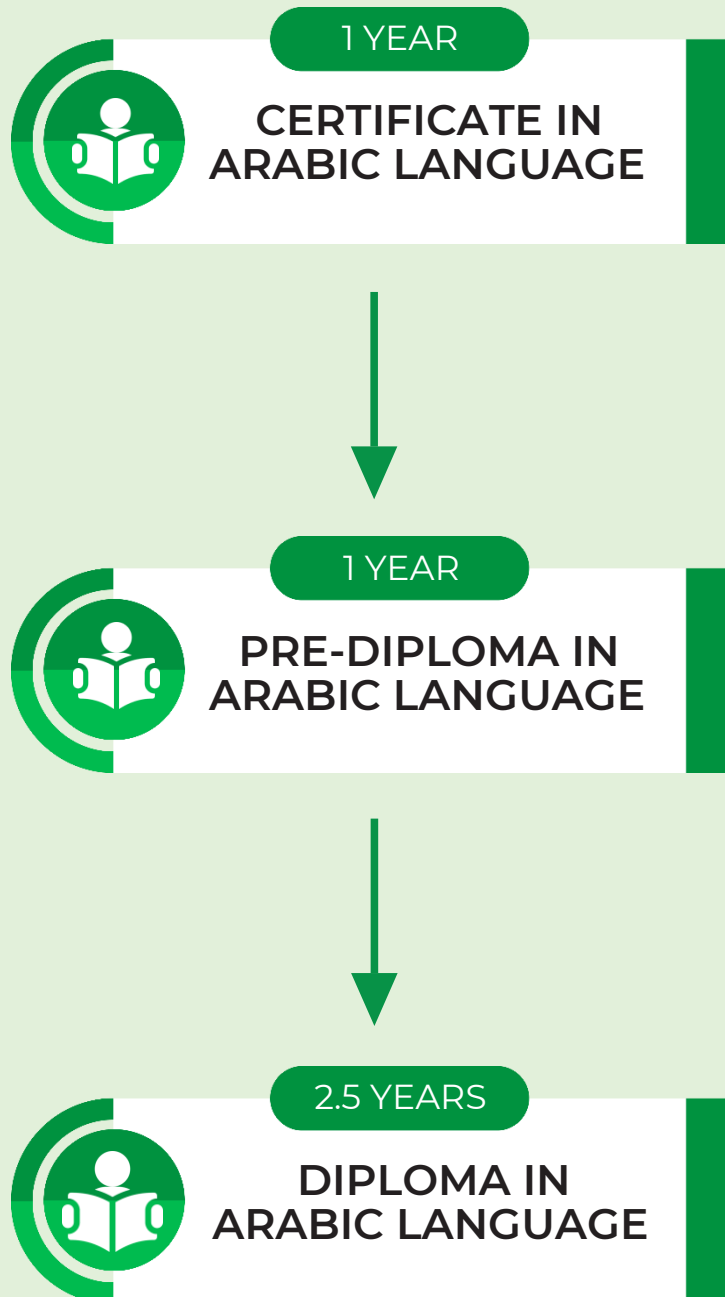 1 YEAR
CERTIFICATE IN
ARABIC LANGUAGE
1 YEAR
PRE-DIPLOMA IN
ARABIC LANGUAGE
2.5 YEARS
DIPLOMA IN
ARABIC LANGUAGE